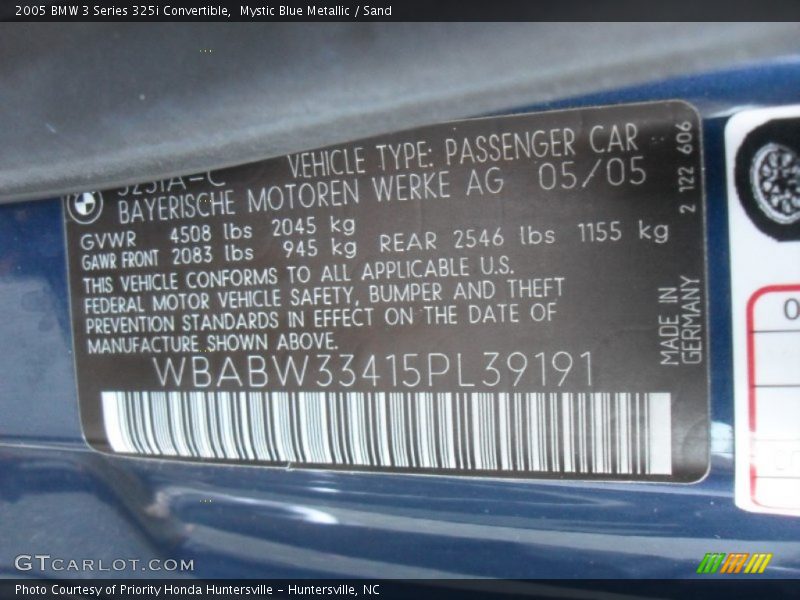 2005 BMW 3 Series 325i Convertible,  Mystic Blue Metallic / Sand
325iA-C VEHICLE TYPE: PASSENGER CAR
BAYERISCHE MOTOREN WERKE AG 05/05
GVWR 4508 lbs 2045 kg
GAWR FRONT 2083 lbs 945 kg REAR 2546 lbs 1155 kg
THIS VEHICLE CONFORMS TO ALL APPLICABLE U.S.
FEDERAL MOTOR VEHICLE SAFETY, BUMPER AND THEFT
PREVENTION STANDARDS IN EFFECT ON THE DATE OF
MANUFACTURE SHOWN ABOVE.
WBABW33415PL39191
2 122 606
MADE IN
GERMANY
GTCARLOT.COM
Photo Courtesy of Priority Honda Huntersville - Huntersville, NC